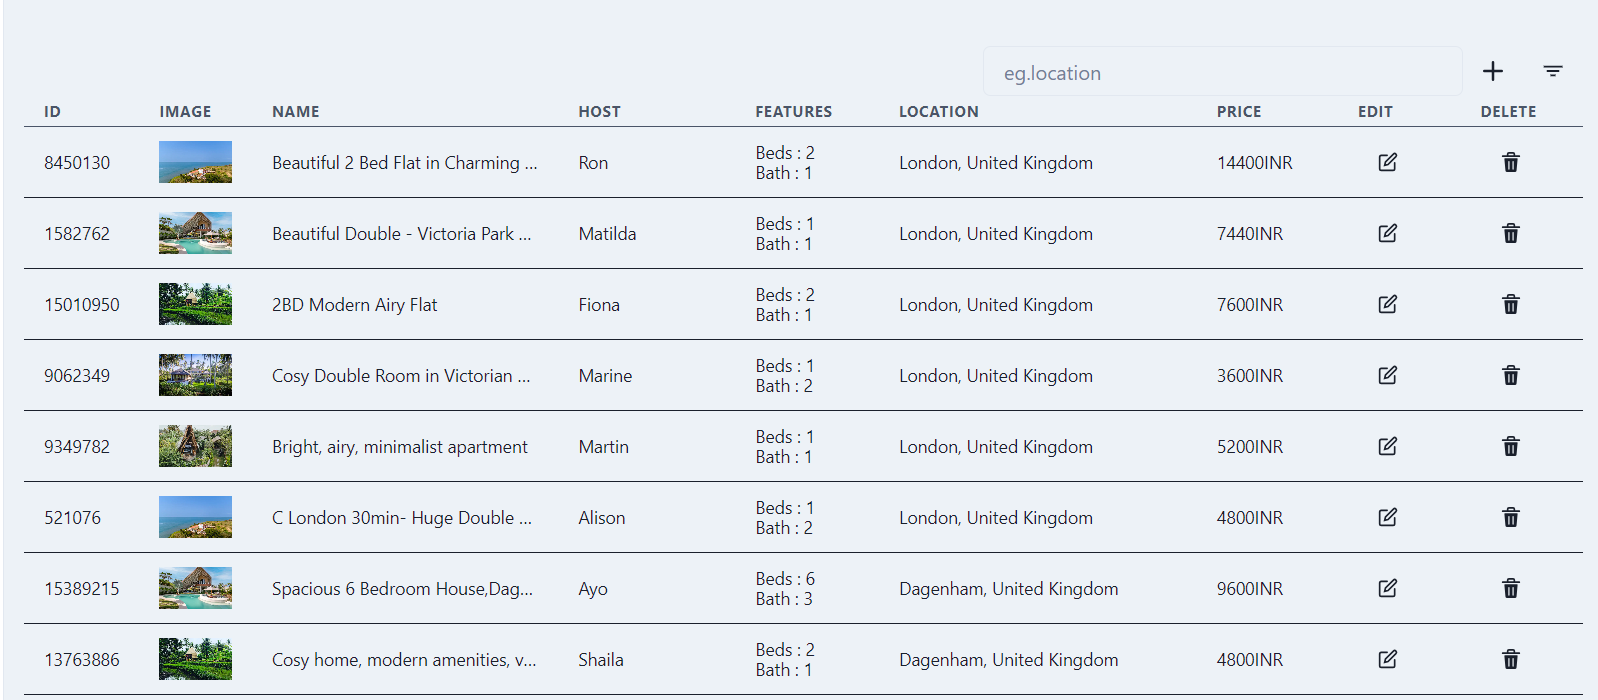 eg.location
ID IMAGE NAME HOST FEATURES LOCATION PRICE EDIT DELETE
8450130 Beautiful 2 Bed Flat in Charming ... Ron Beds : 2 London, United Kingdom 14400INR
Bath : 1
1582762 Beautiful Double - Victoria Park ... Matilda Beds : 1 London, United Kingdom 7440INR
Bath : 1
15010950 2BD Modern Airy Flat Fiona Beds : 2 London, United Kingdom 7600INR
Bath : 1
9062349 Cosy Double Room in Victorian ... Marine Beds : 1 London, United Kingdom 3600INR
Bath : 2
9349782 Bright, airy, minimalist apartment Martin Beds : 1 London, United Kingdom 5200INR
Bath : 1
521076 C London 30min- Huge Double ... Alison Beds : 1 London, United Kingdom 4800INR
Bath : 2
15389215 Spacious 6 Bedroom House,Dag... Ayo Beds : 6 Dagenham, United Kingdom 9600INR
Bath : 3
13763886 Cosy home, modern amenities, v... Shaila Beds : 2 Dagenham, United Kingdom 4800INR
Bath : 1